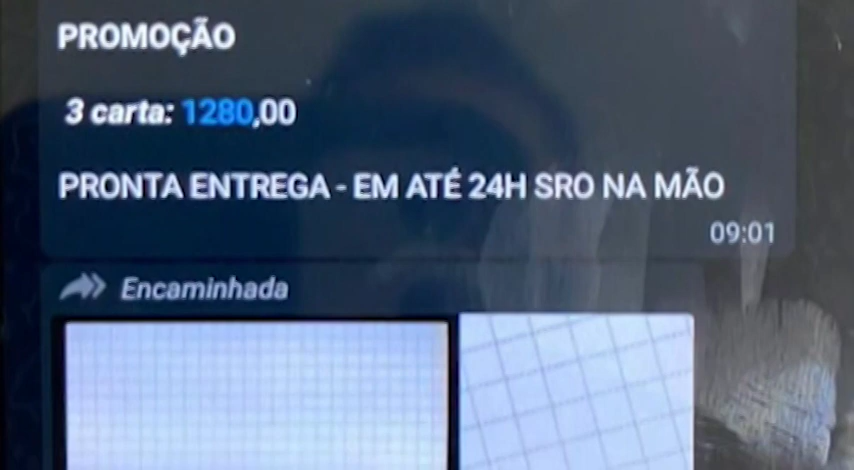 PROMOÇÃO
3 carta: 1280,00
PRONTA ENTREGA - EM ATÉ 24H SRO NA MÃO
09:01
Encaminhada